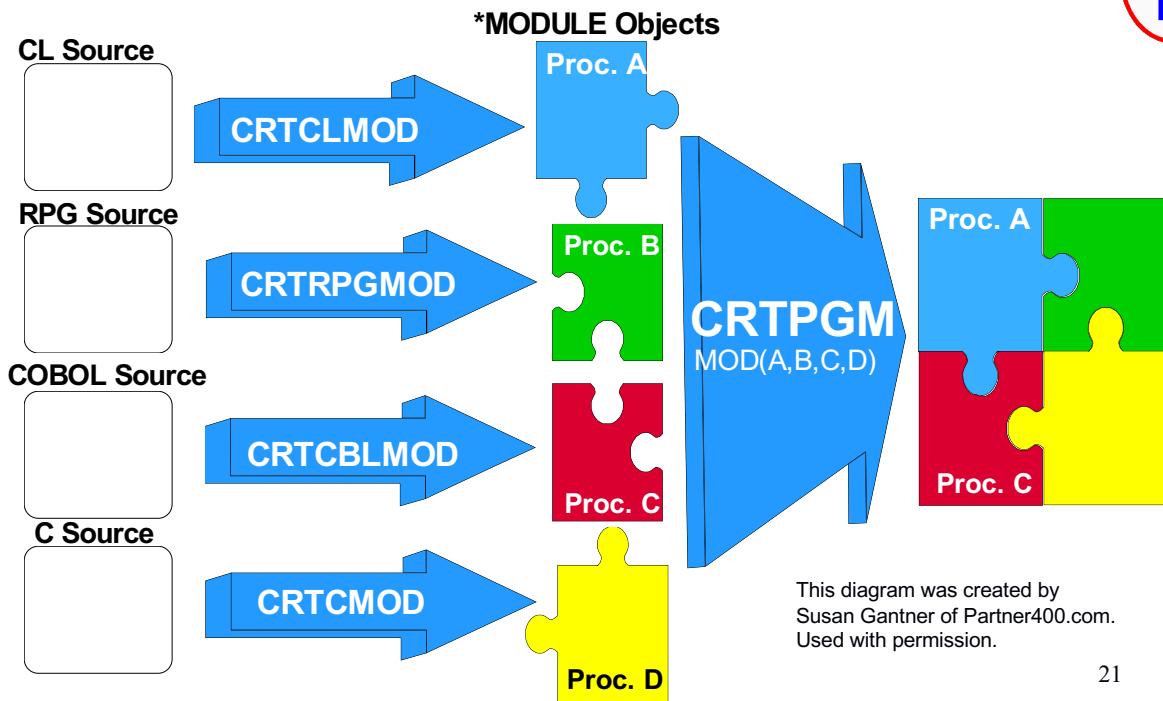 *MODULE Objects
CL Source
Proc. A
CRTCLMOD
RPG Source
Proc. B
CRTRPGMOD
COBOL Source
CRTCBLMOD
Proc. C
C Source
CRTCMOD
Proc. D
CRTPGM
MOD(A,B,C,D)
Proc. A
Proc. C
This diagram was created by
Susan Gantner of Partner400.com.
Used with permission.
21